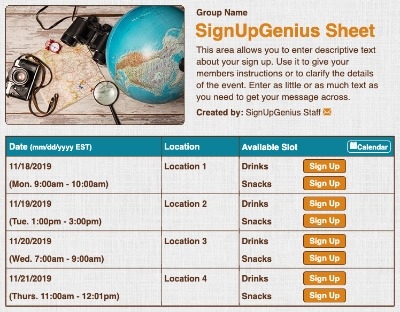 Group Name
SignUpGenius Sheet
This area allows you to enter descriptive text
about your sign up. Use it to give your
members instructions or to clarify the details
of the event. Enter as little or as much text as
you need to get your message across.
Created by: SignUpGenius Staff
Date (mm/dd/yyyy EST) Location Available Slot Calendar
11/18/2019 Location 1 Drinks Sign Up
(Mon. 9:00am - 10:00am) Snacks Sign Up
11/19/2019 Location 2 Drinks Sign Up
(Tue. 1:00pm - 3:00pm) Snacks Sign Up
11/20/2019 Location 3 Drinks Sign Up
(Wed. 7:00am - 9:00am) Snacks Sign Up
11/21/2019 Location 4 Drinks Sign Up
(Thurs. 11:00am - 12:01pm) Snacks Sign Up